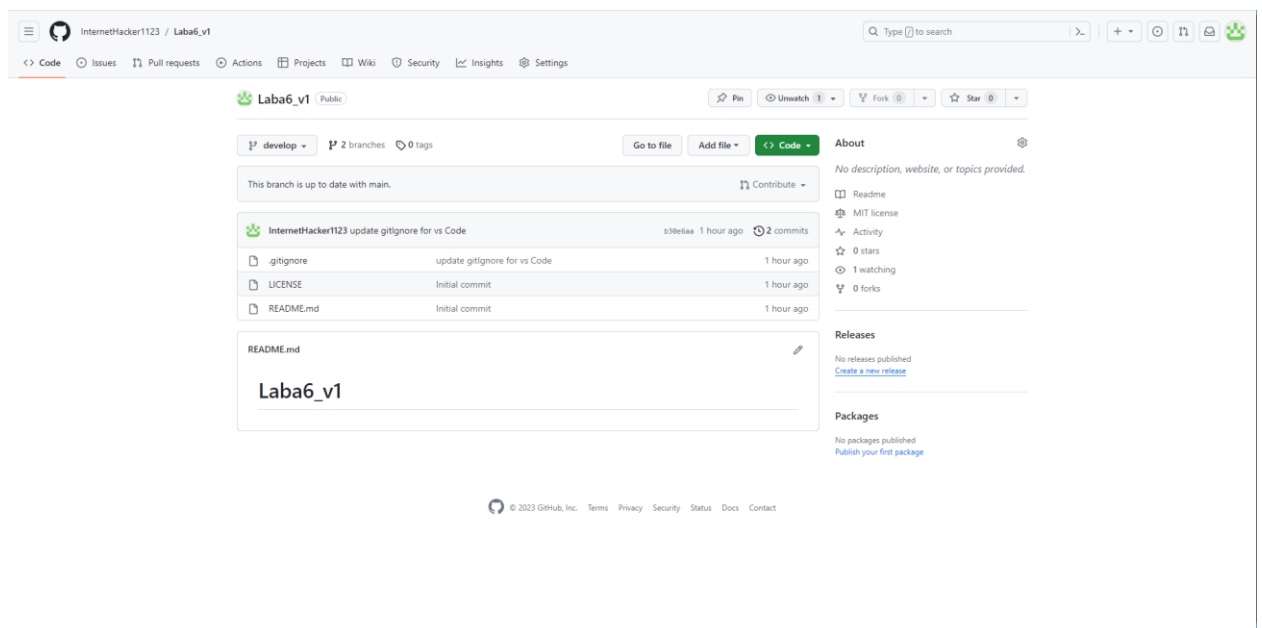 InternetHacker1123 / Laba6_v1
Type / to search
<> Code Issues Pull requests Actions Projects Wiki Security Insights Settings
Laba6_v1 Public
Pin Unwatch 1 Fork 0 Star 0
develop 2 branches 0 tags
Go to file Add file <> Code
This branch is up to date with main.
Contribute
InternetHacker1123 update gitIgnore for vs Code b30e6aa 1 hour ago 2 commits
.gitignore update gitIgnore for vs Code 1 hour ago
LICENSE Initial commit 1 hour ago
README.md Initial commit 1 hour ago
README.md
Laba6_v1
About
No description, website, or topics provided.
Readme
MIT license
Activity
0 stars
1 watching
0 forks
Releases
No releases published
Create a new release
Packages
No packages published
Publish your first package
© 2023 GitHub, Inc. Terms Privacy Security Status Docs Contact